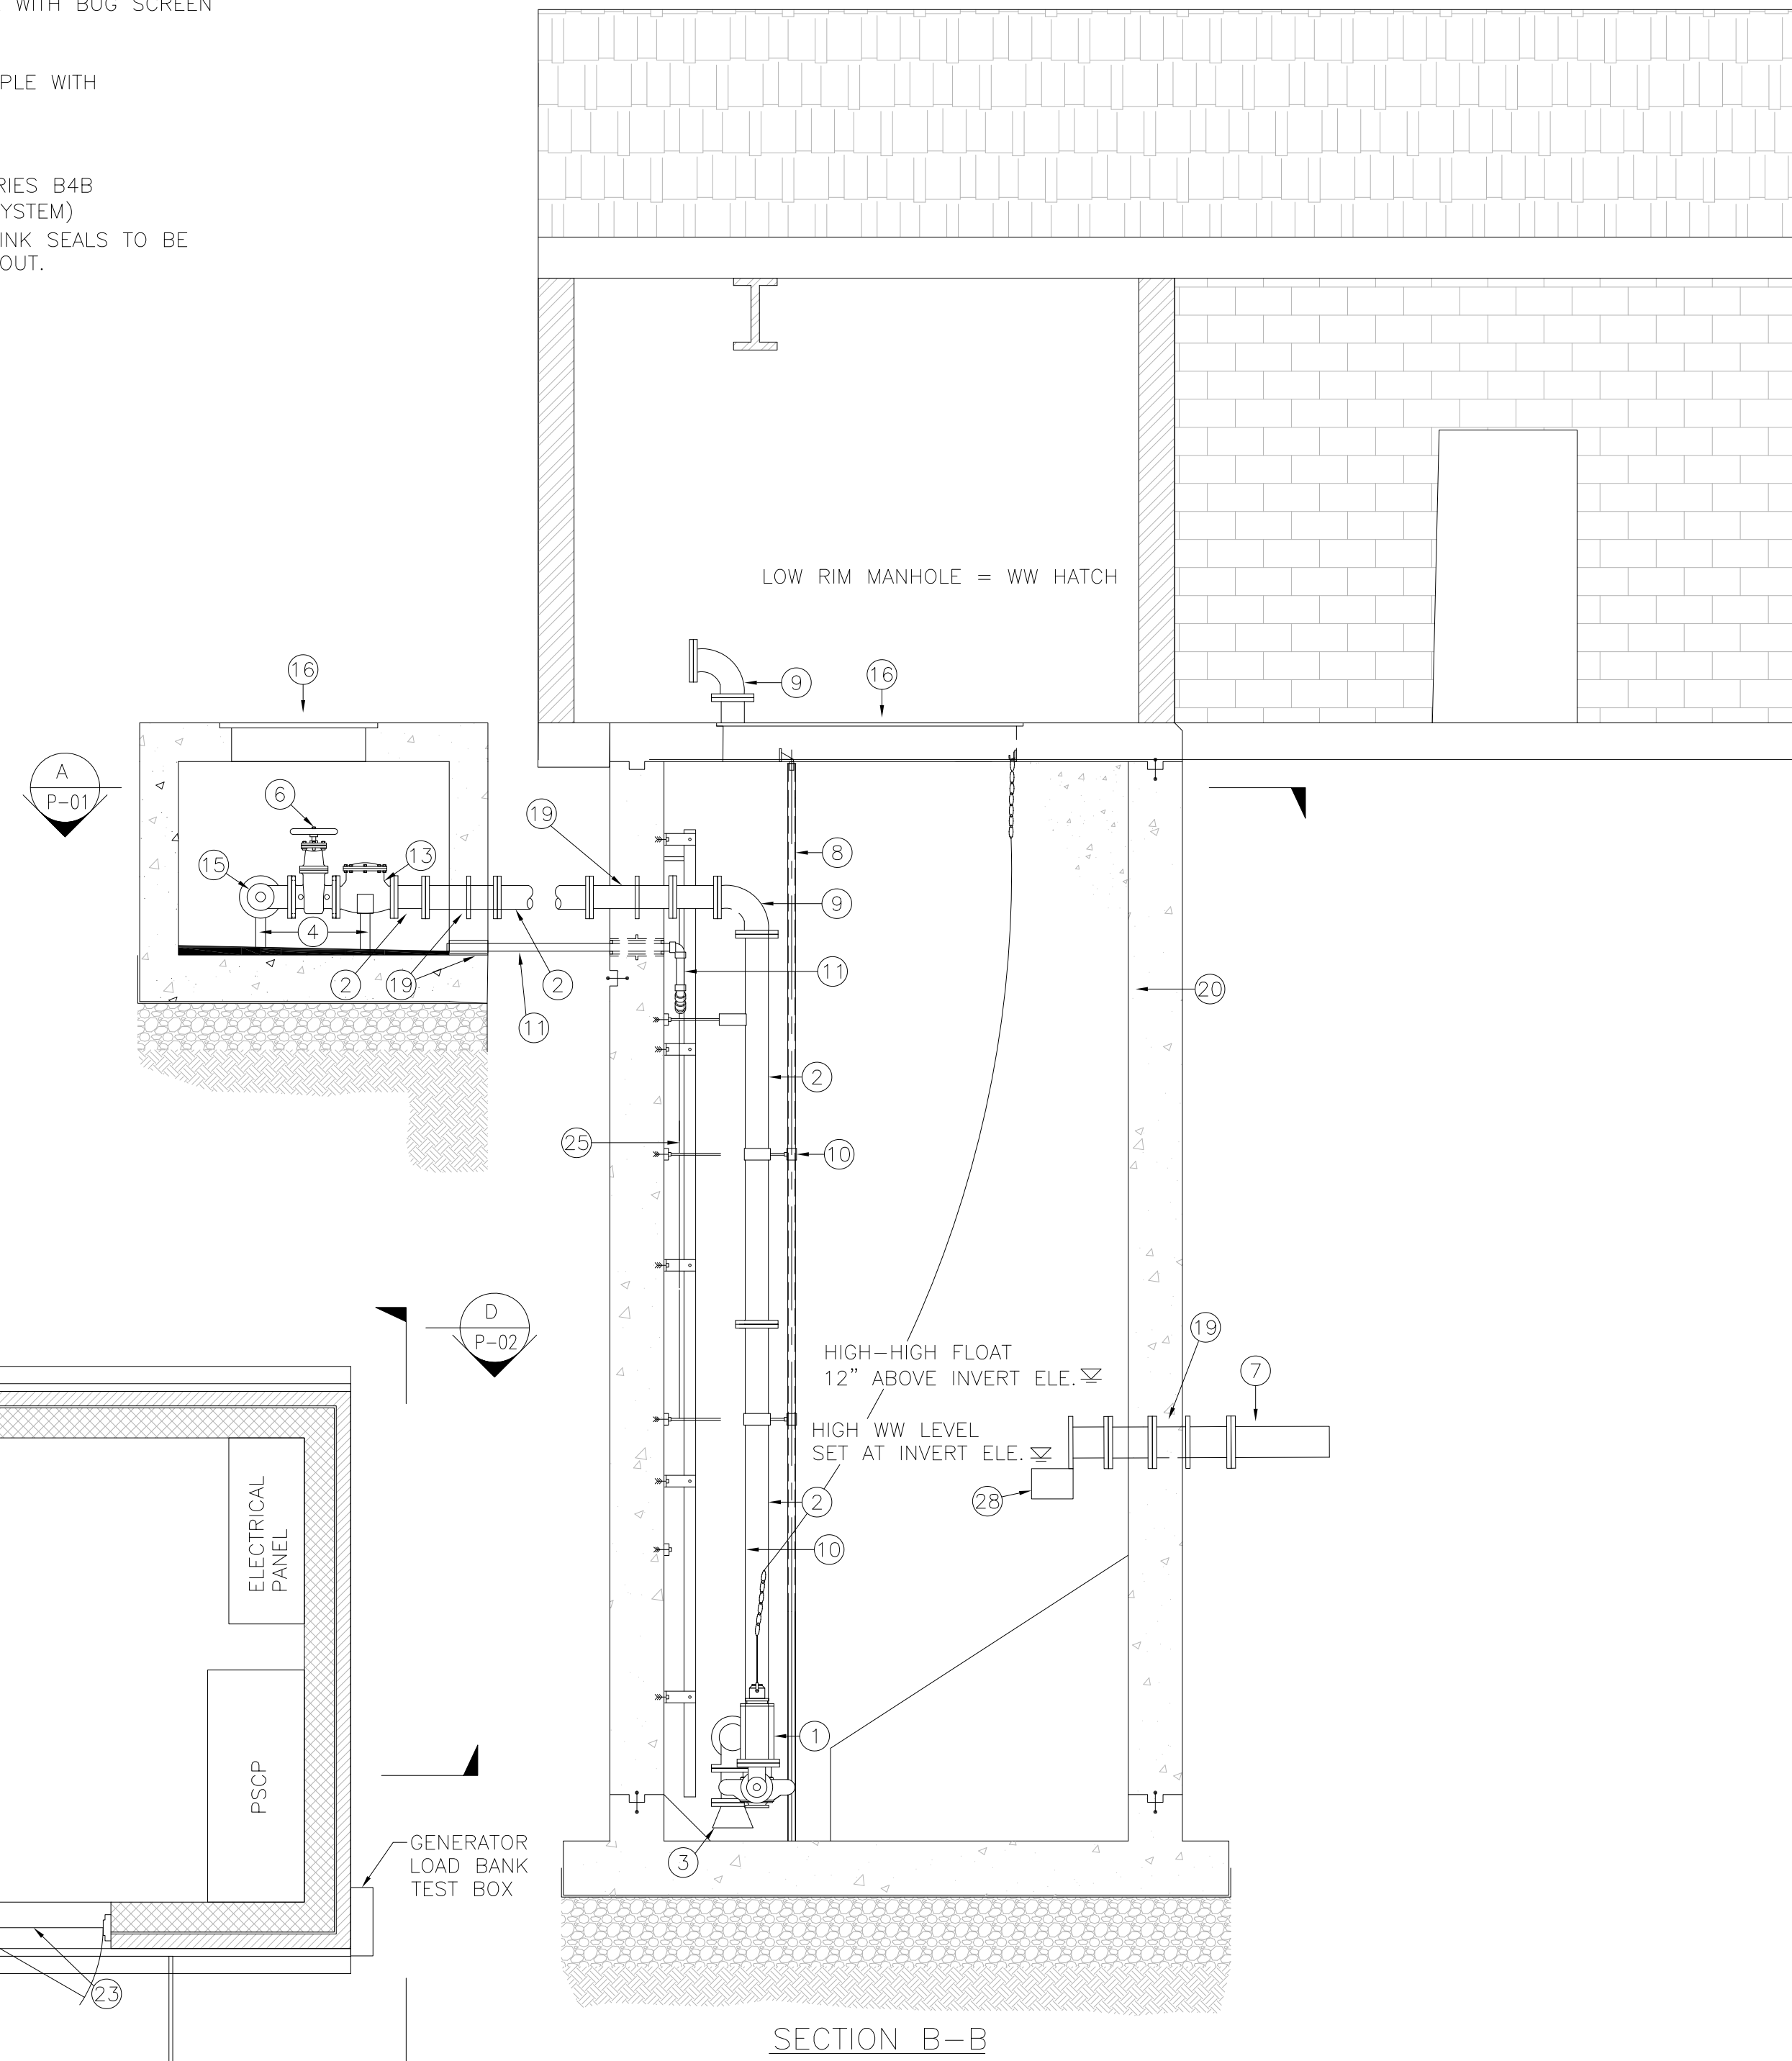 WITH BUG SCREEN
PLE WITH
RIES B4B
YSTEM)
INK SEALS TO BE
OUT.
LOW RIM MANHOLE = WW HATCH
16
9
16
A
P-01
6
19
8
15
13
9
4
2
19
2
11
11
20
2
25
10
D
P-02
HIGH-HIGH FLOAT
12" ABOVE INVERT ELE.
19
7
HIGH WW LEVEL
SET AT INVERT ELE.
2
28
10
ELECTRICAL
PANEL
1
PSCP
GENERATOR
LOAD BANK
TEST BOX
3
23
SECTION B-B